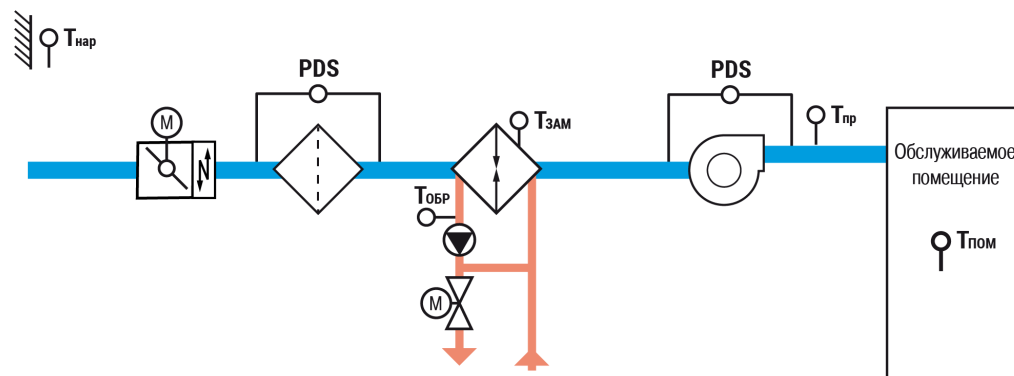 Tнар
PDS
PDS
M
TЗАМ
Tпр
N
Обслуживаемое
помещение
TОБР
TПОМ
M